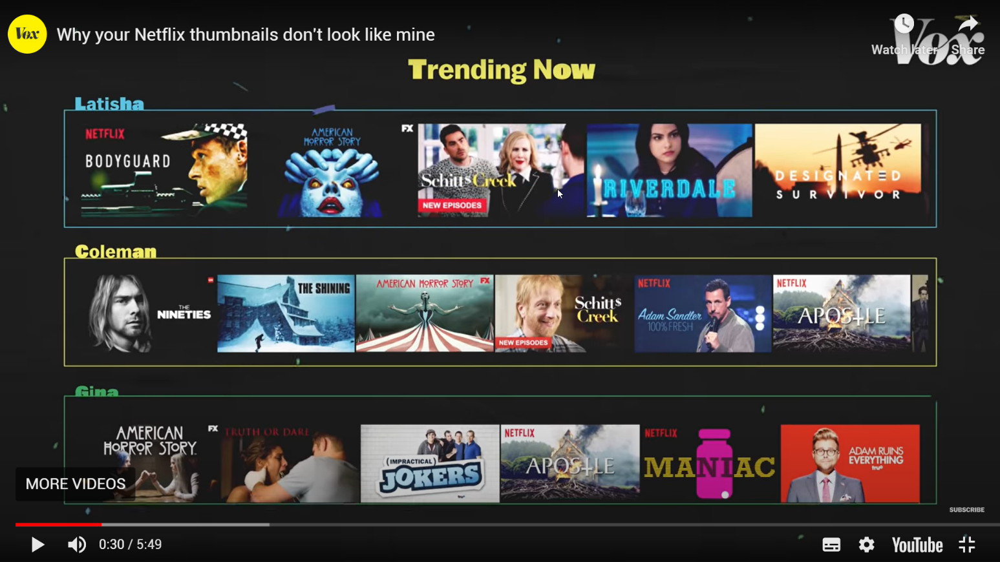 Vox
Why your Netflix thumbnails don't look like mine
Watch later
Share
Vox
Trending Now
Latisha
NETFLIX
BODYGUARD
AMERICAN
HORROR STORY
FX
Schitt$Creek
NEW EPISODES
RIVERDALE
DESIGNATED
SURVIVOR
Coleman
THE
NINETIES
THE SHINING
AMERICAN HORROR STORY
FX
Schitt$
Creek
NEW EPISODES
NETFLIX
Adam Sandler
100% FRESH
NETFLIX
APOSTLE
Gina
AMERICAN
HORROR STORY
FX
TRUTH OR DARE
(IMPRACTICAL)
JOKERS
truTV
NETFLIX
APOSTLE
NETFLIX
MANIAC
ADAM RUINS
EVERYTHING
truTV
MORE VIDEOS
SUBSCRIBE
0:30 / 5:49
YouTube